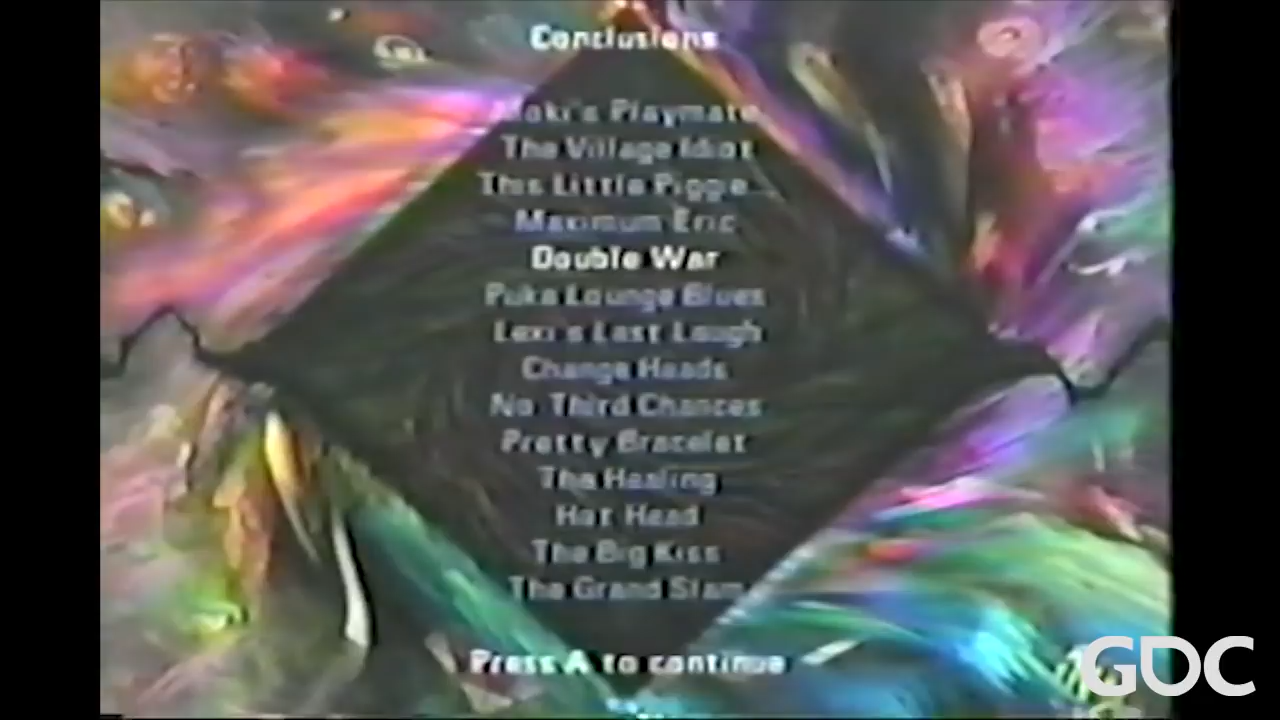 Conclusions
Moki's Playmate
The Village Idiot
This Little Piggie...
Maximum Eric
Double War
Puka Lounge Blues
Lexi's Last Laugh
Change Heads
No Third Chances
Pretty Bracelet
The Healing
Hot Head
The Big Kiss
The Grand Slam
Press A to continue
GDC